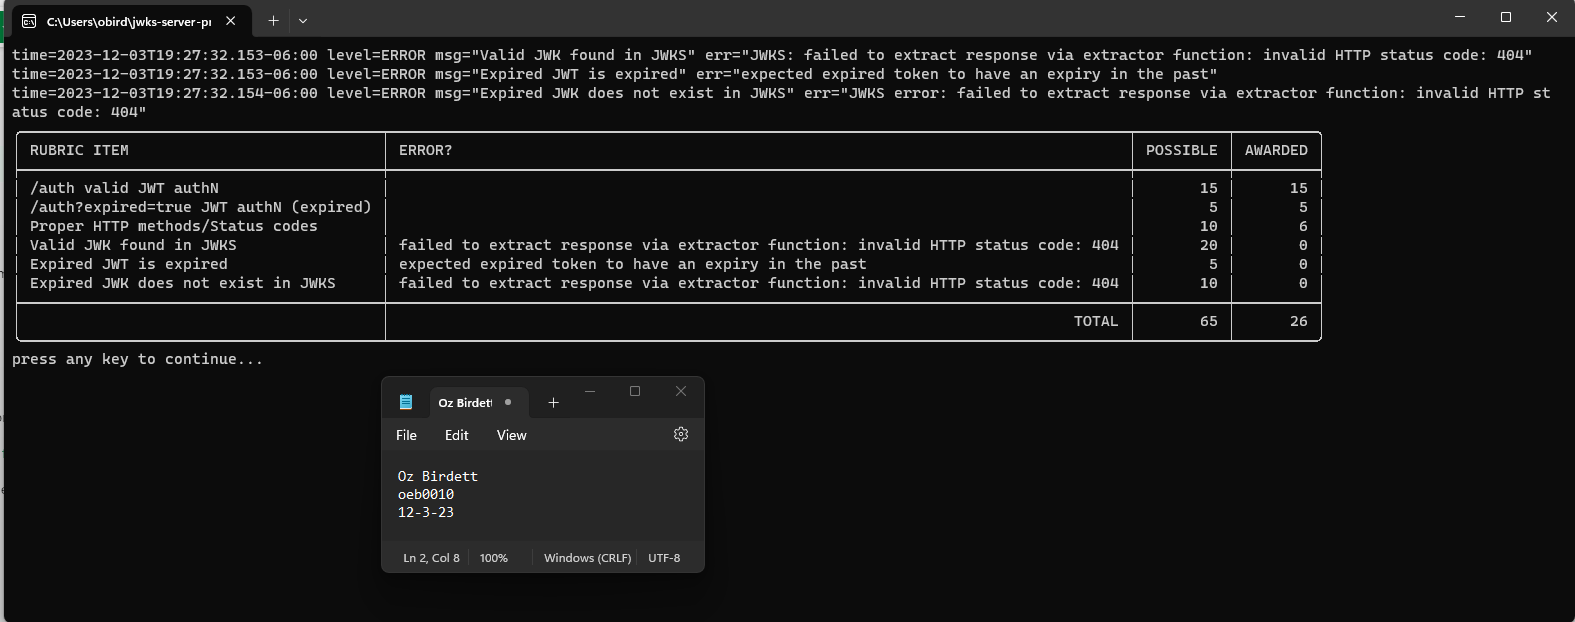 C:\Users\obird\jwks-server-pr
time=2023-12-03T19:27:32.153-06:00 level=ERROR msg="Valid JWK found in JWKS" err="JWKS: failed to extract response via extractor function: invalid HTTP status code: 404"
time=2023-12-03T19:27:32.153-06:00 level=ERROR msg="Expired JWT is expired" err="expected expired token to have an expiry in the past"
time=2023-12-03T19:27:32.154-06:00 level=ERROR msg="Expired JWK does not exist in JWKS" err="JWKS error: failed to extract response via extractor function: invalid HTTP st
atus code: 404"
RUBRIC ITEM ERROR? POSSIBLE AWARDED
/auth valid JWT authN 15 15
/auth?expired=true JWT authN (expired) 5 5
Proper HTTP methods/Status codes 10 6
Valid JWK found in JWKS failed to extract response via extractor function: invalid HTTP status code: 404 20 0
Expired JWT is expired expected expired token to have an expiry in the past 5 0
Expired JWK does not exist in JWKS failed to extract response via extractor function: invalid HTTP status code: 404 10 0
TOTAL 65 26
press any key to continue...
Oz Birdett
File Edit View
Oz Birdett
oeb0010
12-3-23
Ln 2, Col 8 100% Windows (CRLF) UTF-8